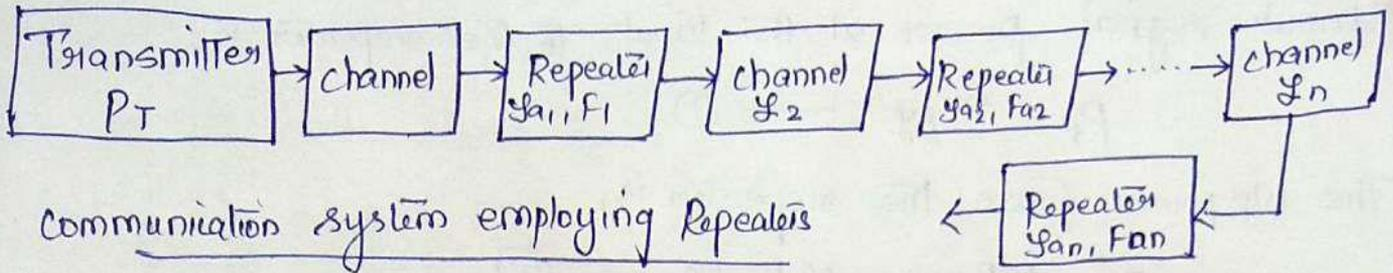 Transmitter
PT
channel
Repeater
ga1, F1
channel
L2
Repeater
ga2, Fa2
.....
channel
Ln
Repeater
gan, Fan
communication system employing Repeaters